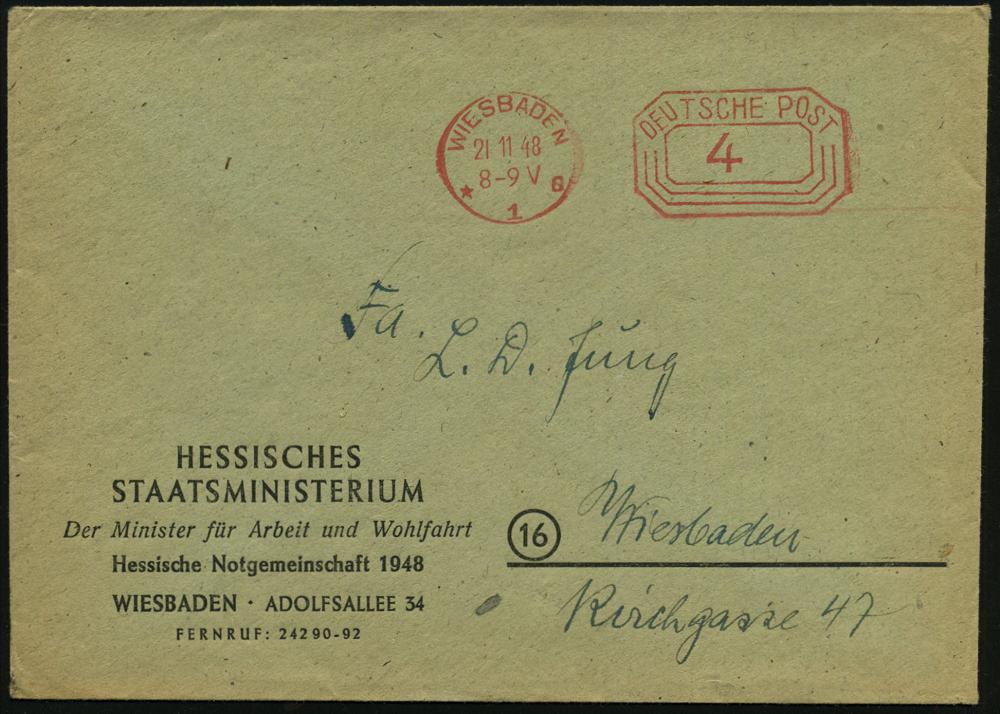 WIESBADEN
21 11 48
8-9 V
★ g
1
DEUTSCHE POST
4
Fa.
L. D. Jung
HESSISCHES
STAATSMINISTERIUM
Der Minister für Arbeit und Wohlfahrt
Hessische Notgemeinschaft 1948
WIESBADEN · ADOLFSALLEE 34
FERNRUF: 24290-92
16 Wiesbaden
Kirchgasse 47